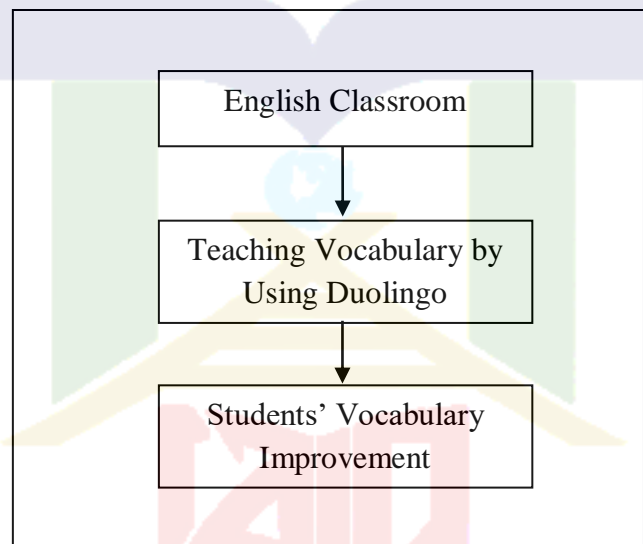 English Classroom
Teaching Vocabulary by
Using Duolingo
Students’ Vocabulary
Improvement